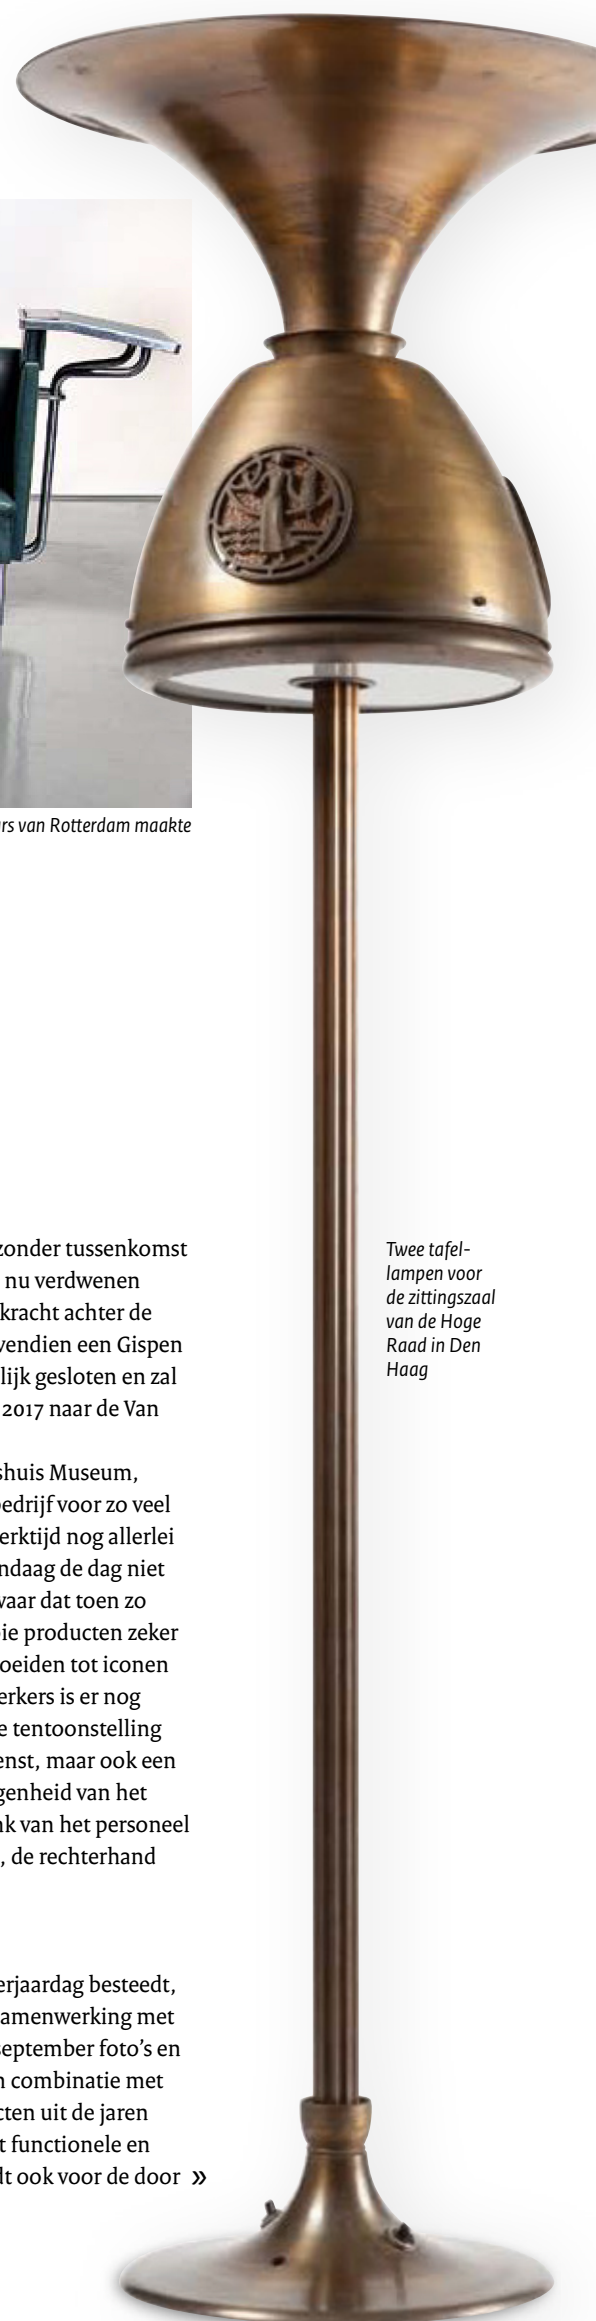 rs van Rotterdam maakte
zonder tussenkomst
nu verdwenen
kracht achter de
vendien een Gispen
lijk gesloten en zal
2017 naar de Van
shuis Museum,
bedrijf voor zo veel
erktijd nog allerlei
ndaag de dag niet
waar dat toen zo
ie producten zeker
oeiden tot iconen
erkers is er nog
e tentoonstelling
enst, maar ook een
genheid van het
nk van het personeel
, de rechterhand
erjaardag besteedt,
amenwerking met
september foto's en
n combinatie met
cten uit de jaren
t functionele en
dt ook voor de door »
Twee tafel-
lampen voor
de zittingszaal
van de Hoge
Raad in Den
Haag